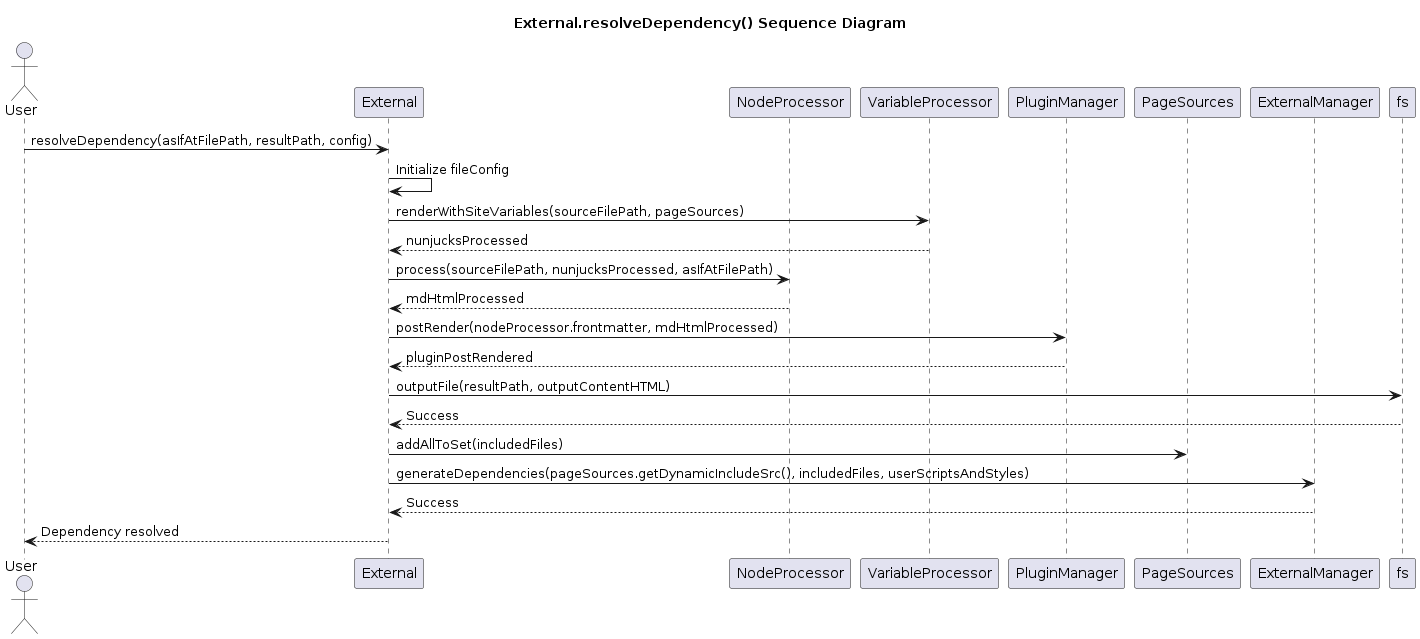 External.resolveDependency() Sequence Diagram
User
External
NodeProcessor
VariableProcessor
PluginManager
PageSources
ExternalManager
fs
resolveDependency(asIfAtFilePath, resultPath, config)
Initialize fileConfig
renderWithSiteVariables(sourceFilePath, pageSources)
nunjucksProcessed
process(sourceFilePath, nunjucksProcessed, asIfAtFilePath)
mdHtmlProcessed
postRender(nodeProcessor.frontmatter, mdHtmlProcessed)
pluginPostRendered
outputFile(resultPath, outputContentHTML)
Success
addAllToSet(includedFiles)
generateDependencies(pageSources.getDynamicIncludeSrc(), includedFiles, userScriptsAndStyles)
Success
Dependency resolved
User
External
NodeProcessor
VariableProcessor
PluginManager
PageSources
ExternalManager
fs